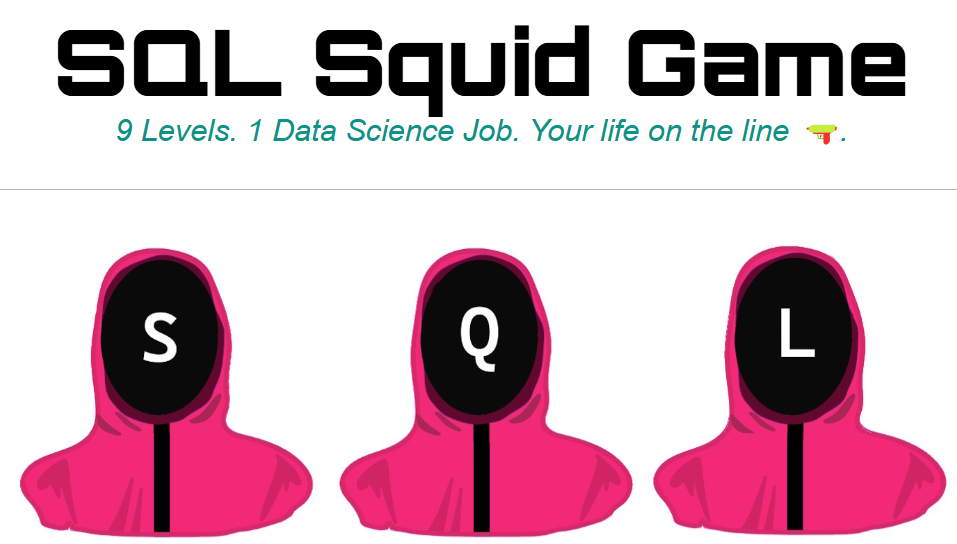 SQL Squid Game
9 Levels. 1 Data Science Job. Your life on the line 🔫.
S Q L